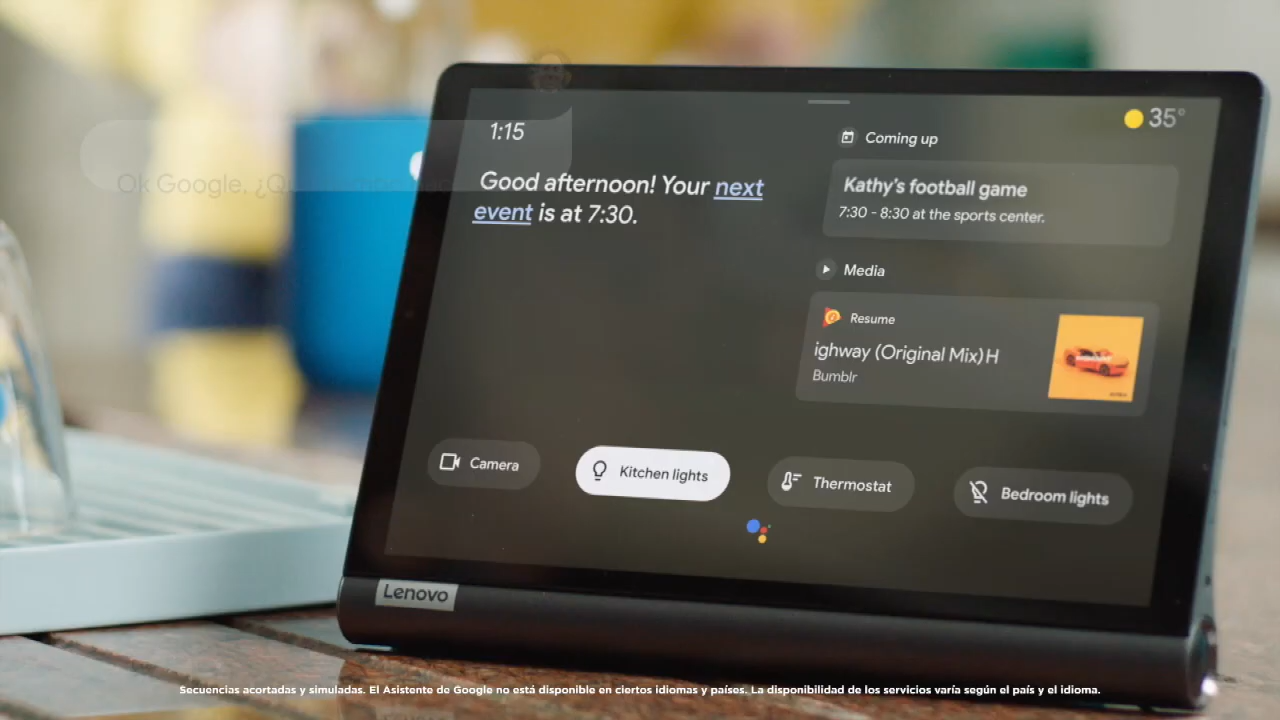 1:15
Good afternoon! Your next
event is at 7:30.
Coming up
35°
Kathy's football game
7:30 - 8:30 at the sports center.
Media
Resume
ighway (Original Mix) H
Bumblr
Camera
Kitchen lights
Thermostat
Bedroom lights
Lenovo
Ok Google,
Secuencias acortadas y simuladas. El Asistente de Google no está disponible en ciertos idiomas y países. La disponibilidad de los servicios varía según el país y el idioma.